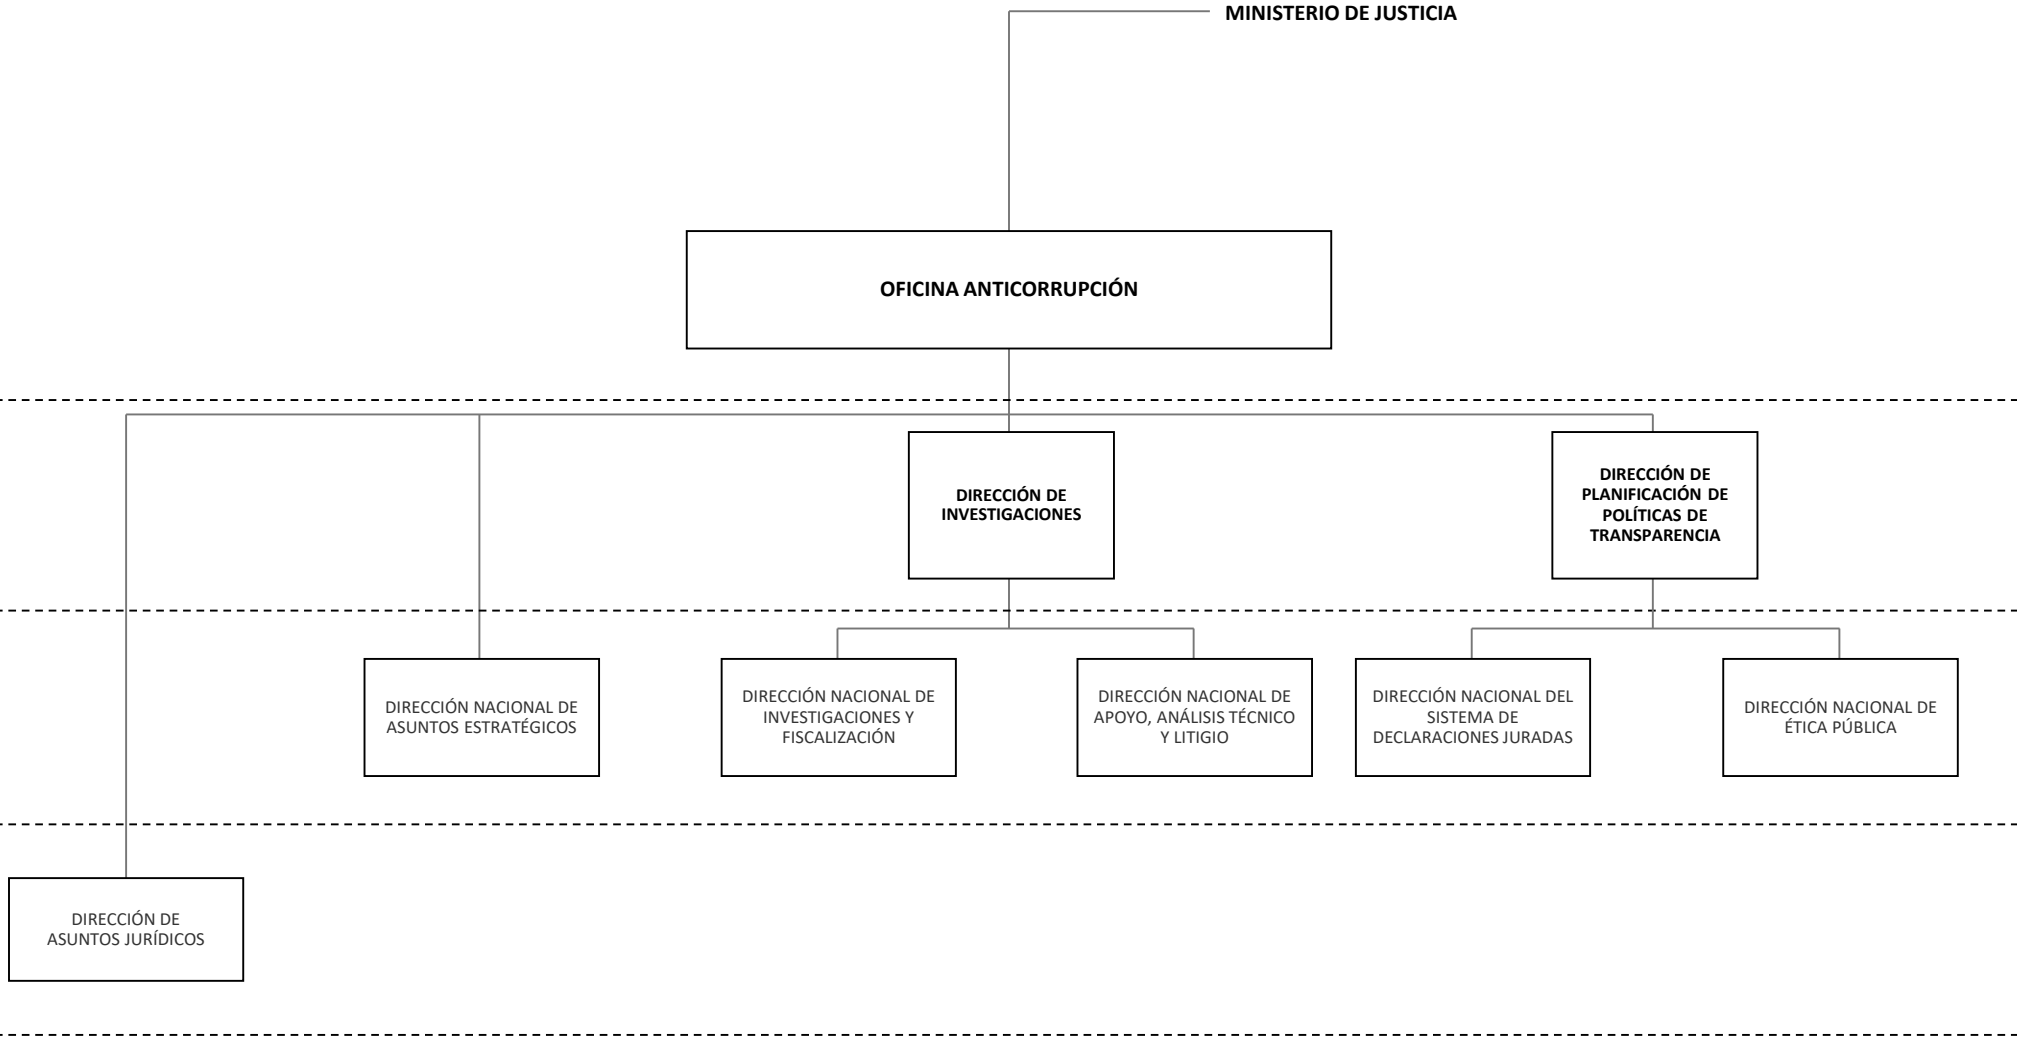 MINISTERIO DE JUSTICIA
OFICINA ANTICORRUPCIÓN
DIRECCIÓN DE
INVESTIGACIONES
DIRECCIÓN DE
PLANIFICACIÓN DE
POLÍTICAS DE
TRANSPARENCIA
DIRECCIÓN NACIONAL DE
ASUNTOS ESTRATÉGICOS
DIRECCIÓN NACIONAL DE
INVESTIGACIONES Y
FISCALIZACIÓN
DIRECCIÓN NACIONAL DE
APOYO, ANÁLISIS TÉCNICO
Y LITIGIO
DIRECCIÓN NACIONAL DEL
SISTEMA DE
DECLARACIONES JURADAS
DIRECCIÓN NACIONAL DE
ÉTICA PÚBLICA
DIRECCIÓN DE
ASUNTOS JURÍDICOS